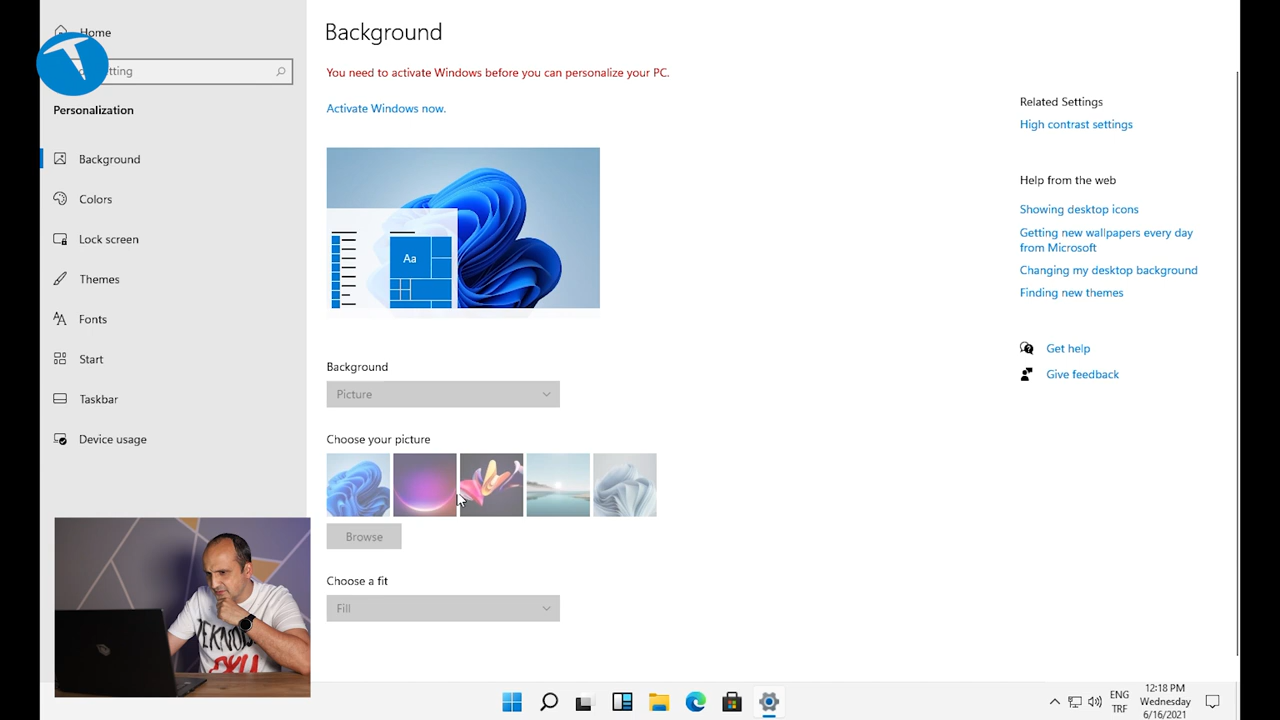 Home
etting
Personalization
Background
Colors
Lock screen
Themes
Fonts
Start
Taskbar
Device usage
Background
You need to activate Windows before you can personalize your PC.
Activate Windows now.
Aa
Background
Picture
Choose your picture
Browse
Choose a fit
Fill
Related Settings
High contrast settings
Help from the web
Showing desktop icons
Getting new wallpapers every day
from Microsoft
Changing my desktop background
Finding new themes
Get help
Give feedback
ENG
TRF
12:18 PM
Wednesday
6/16/2021